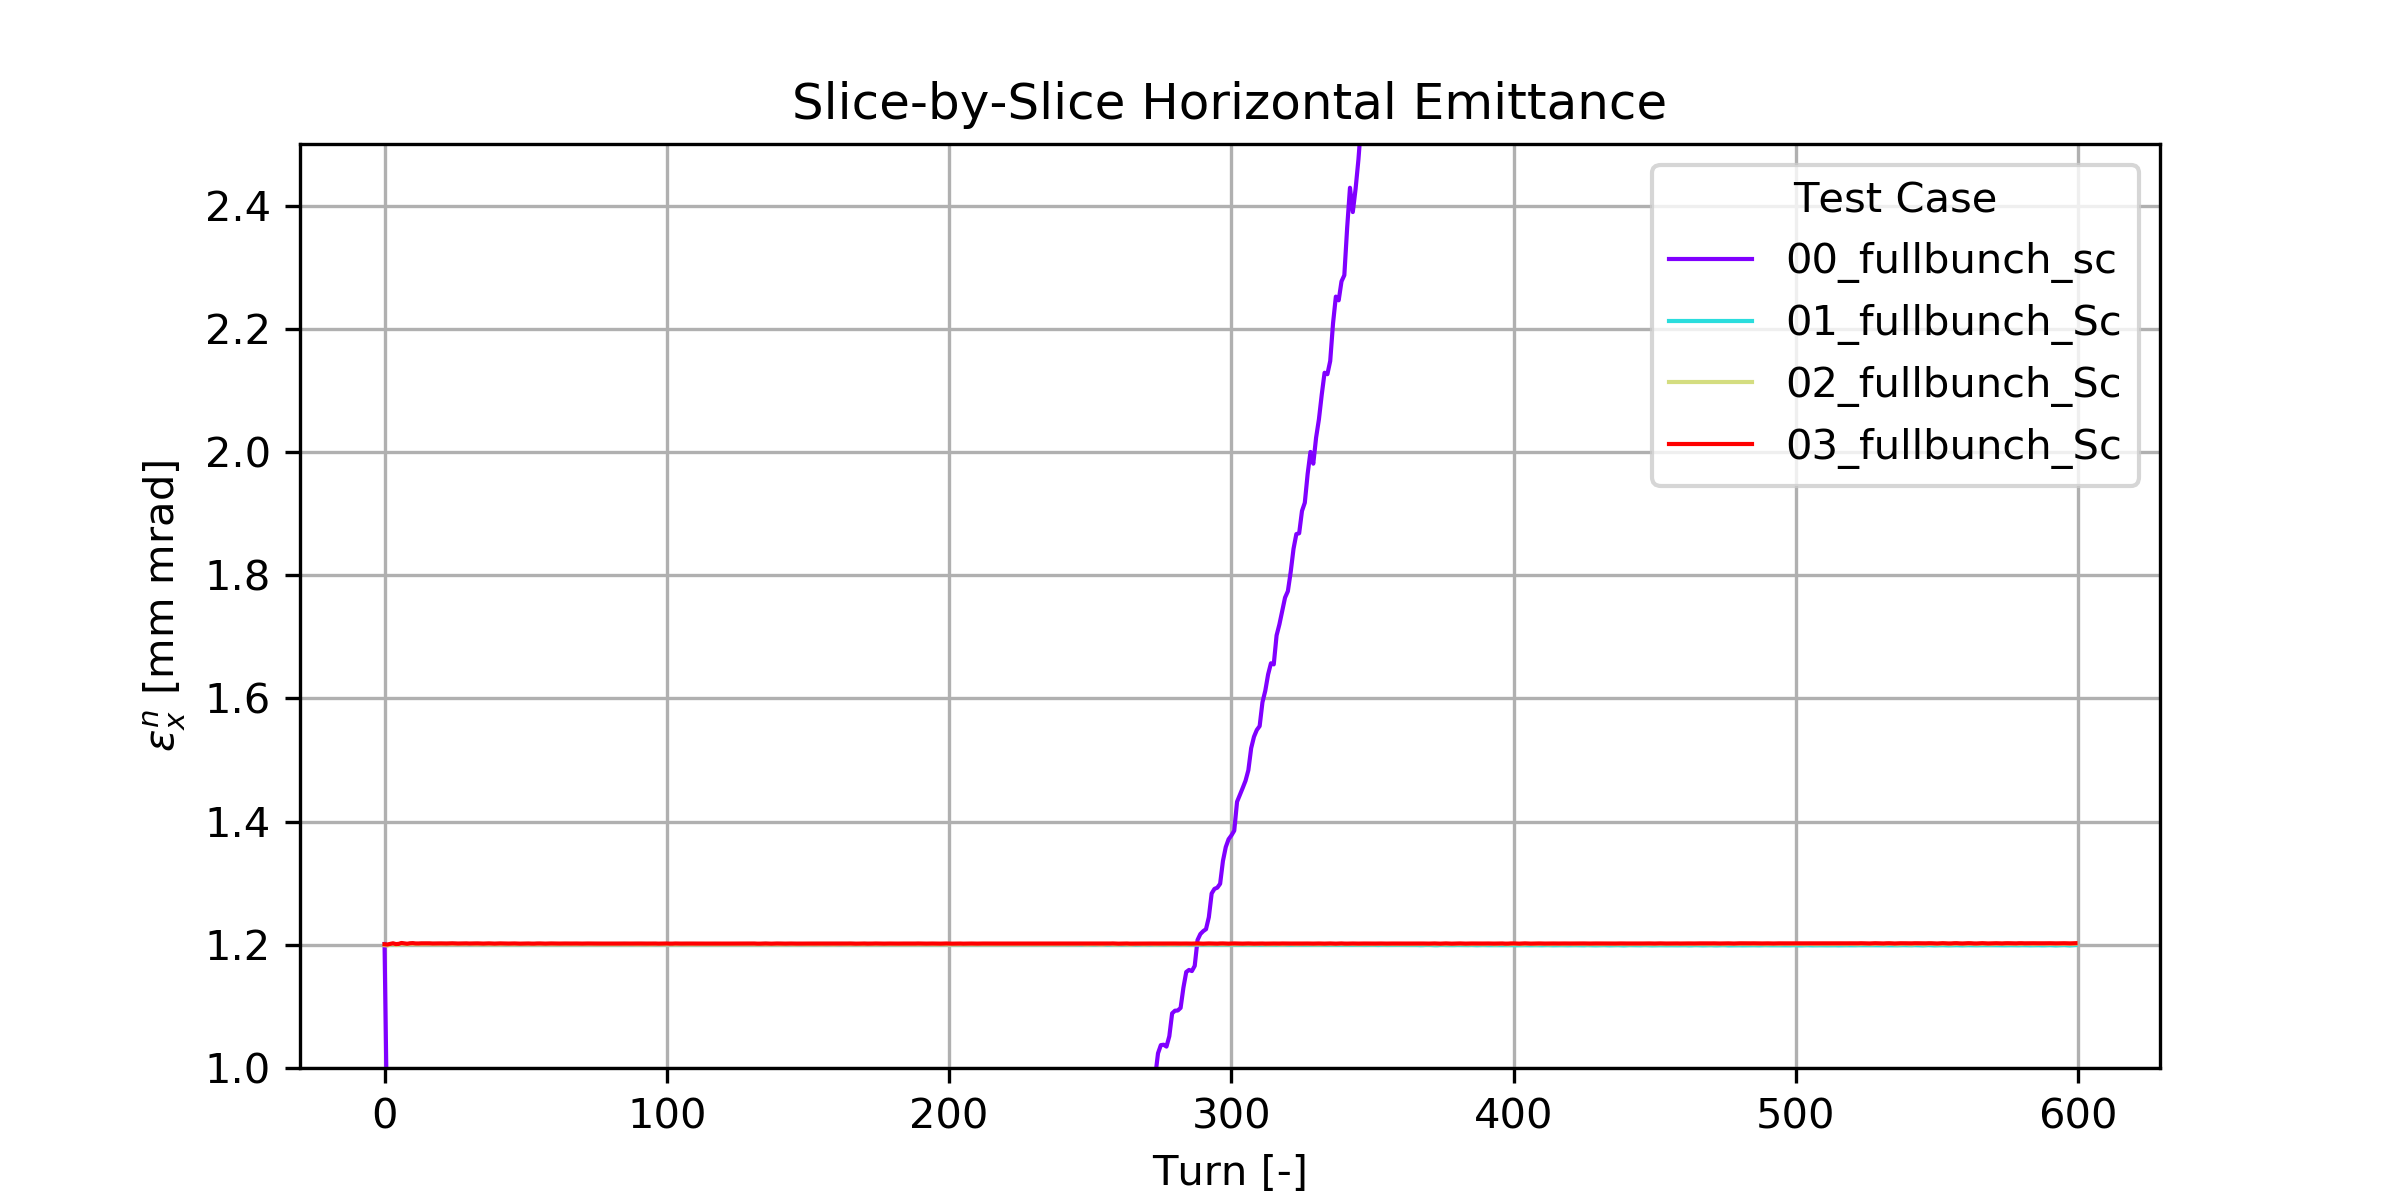 Slice-by-Slice Horizontal Emittance
εₓⁿ [mm mrad]
2.4
2.2
2.0
1.8
1.6
1.4
1.2
1.0
Test Case
00_fullbunch_sc
01_fullbunch_Sc
02_fullbunch_Sc
03_fullbunch_Sc
0 100 200 300 400 500 600
Turn [-]